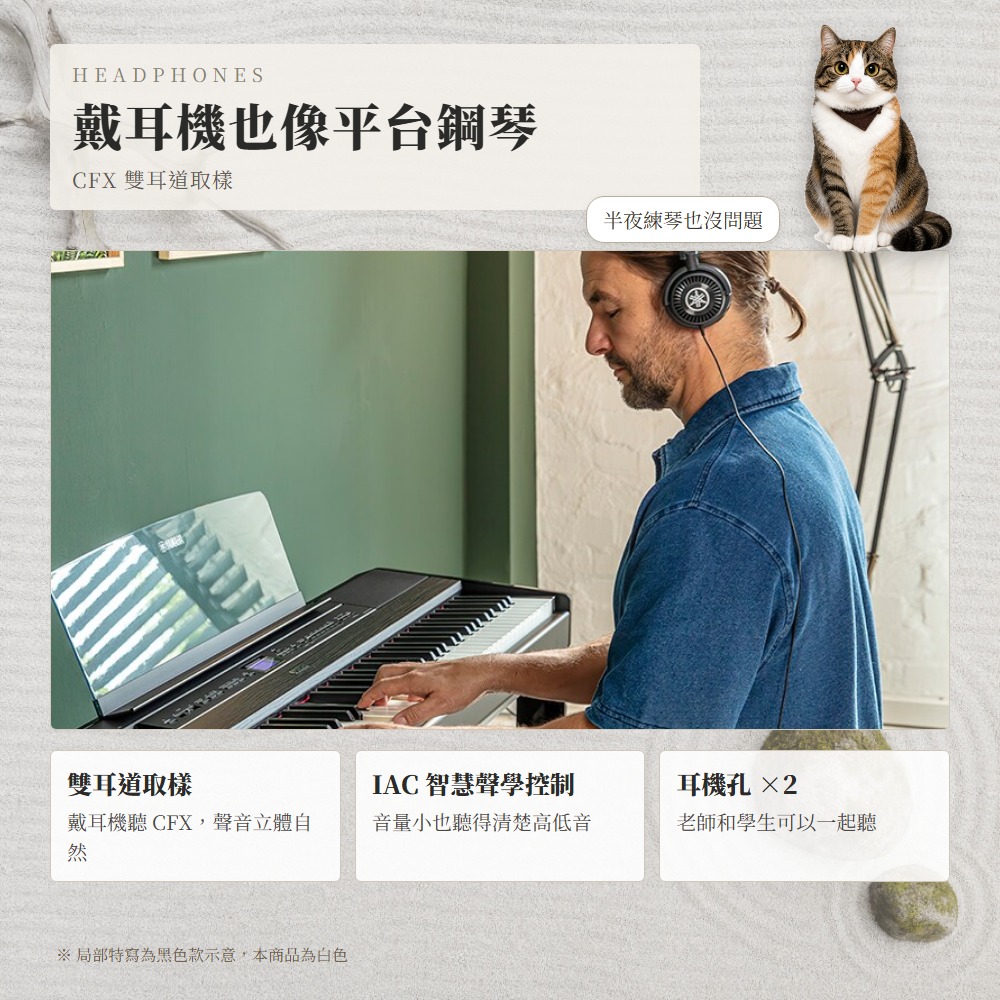 HEADPHONES
戴耳機也像平台鋼琴
CFX 雙耳道取樣
半夜練琴也沒問題
雙耳道取樣
戴耳機聽 CFX，聲音立體自
然
IAC 智慧聲學控制
音量小也聽得清楚高低音
耳機孔 ×2
老師和學生可以一起聽
※ 局部特寫為黑色款示意，本商品為白色